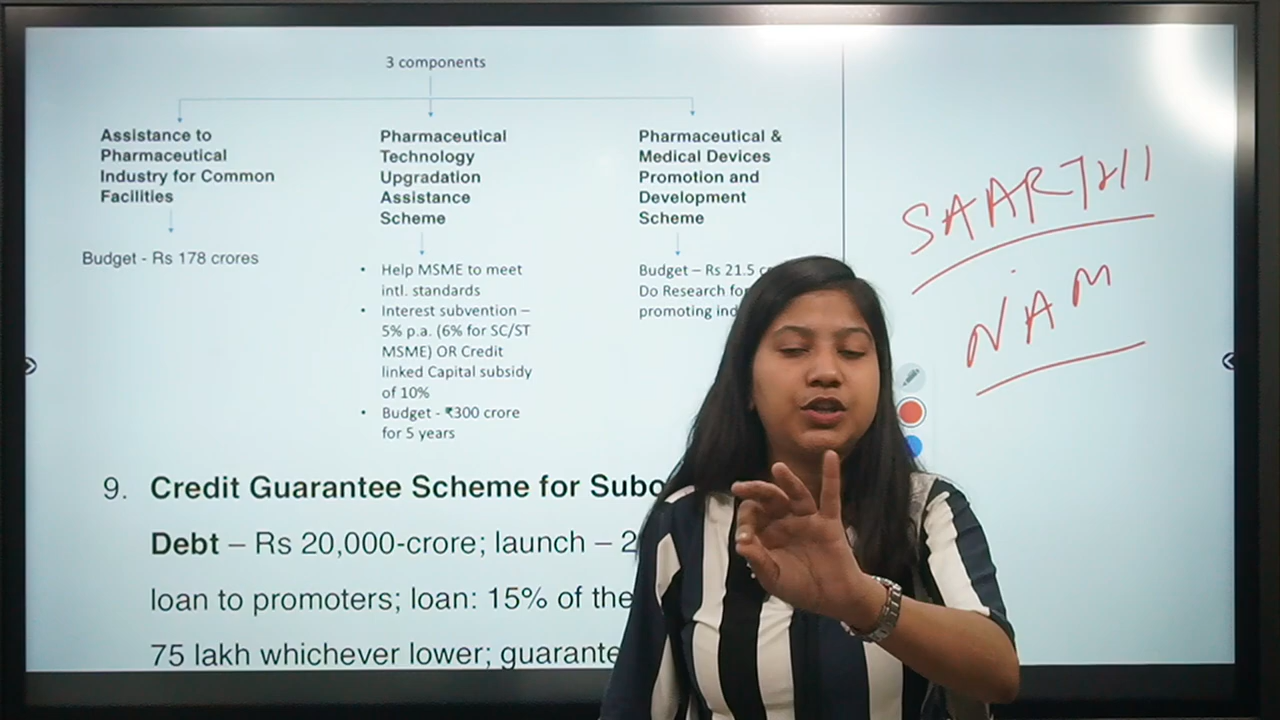 3 components
Assistance to
Pharmaceutical
Industry for Common
Facilities
Budget - Rs 178 crores
Pharmaceutical
Technology
Upgradation
Assistance
Scheme
• Help MSME to meet
intl. standards
• Interest subvention –
5% p.a. (6% for SC/ST
MSME) OR Credit
linked Capital subsidy
of 10%
• Budget - ₹300 crore
for 5 years
Pharmaceutical &
Medical Devices
Promotion and
Development
Scheme
Budget – Rs 21.5
Do Research for
promoting
SAARTHI
NAM
9. Credit Guarantee Scheme for
Debt – Rs 20,000-crore; launch –
loan to promoters; loan: 15% of the
75 lakh whichever lower;